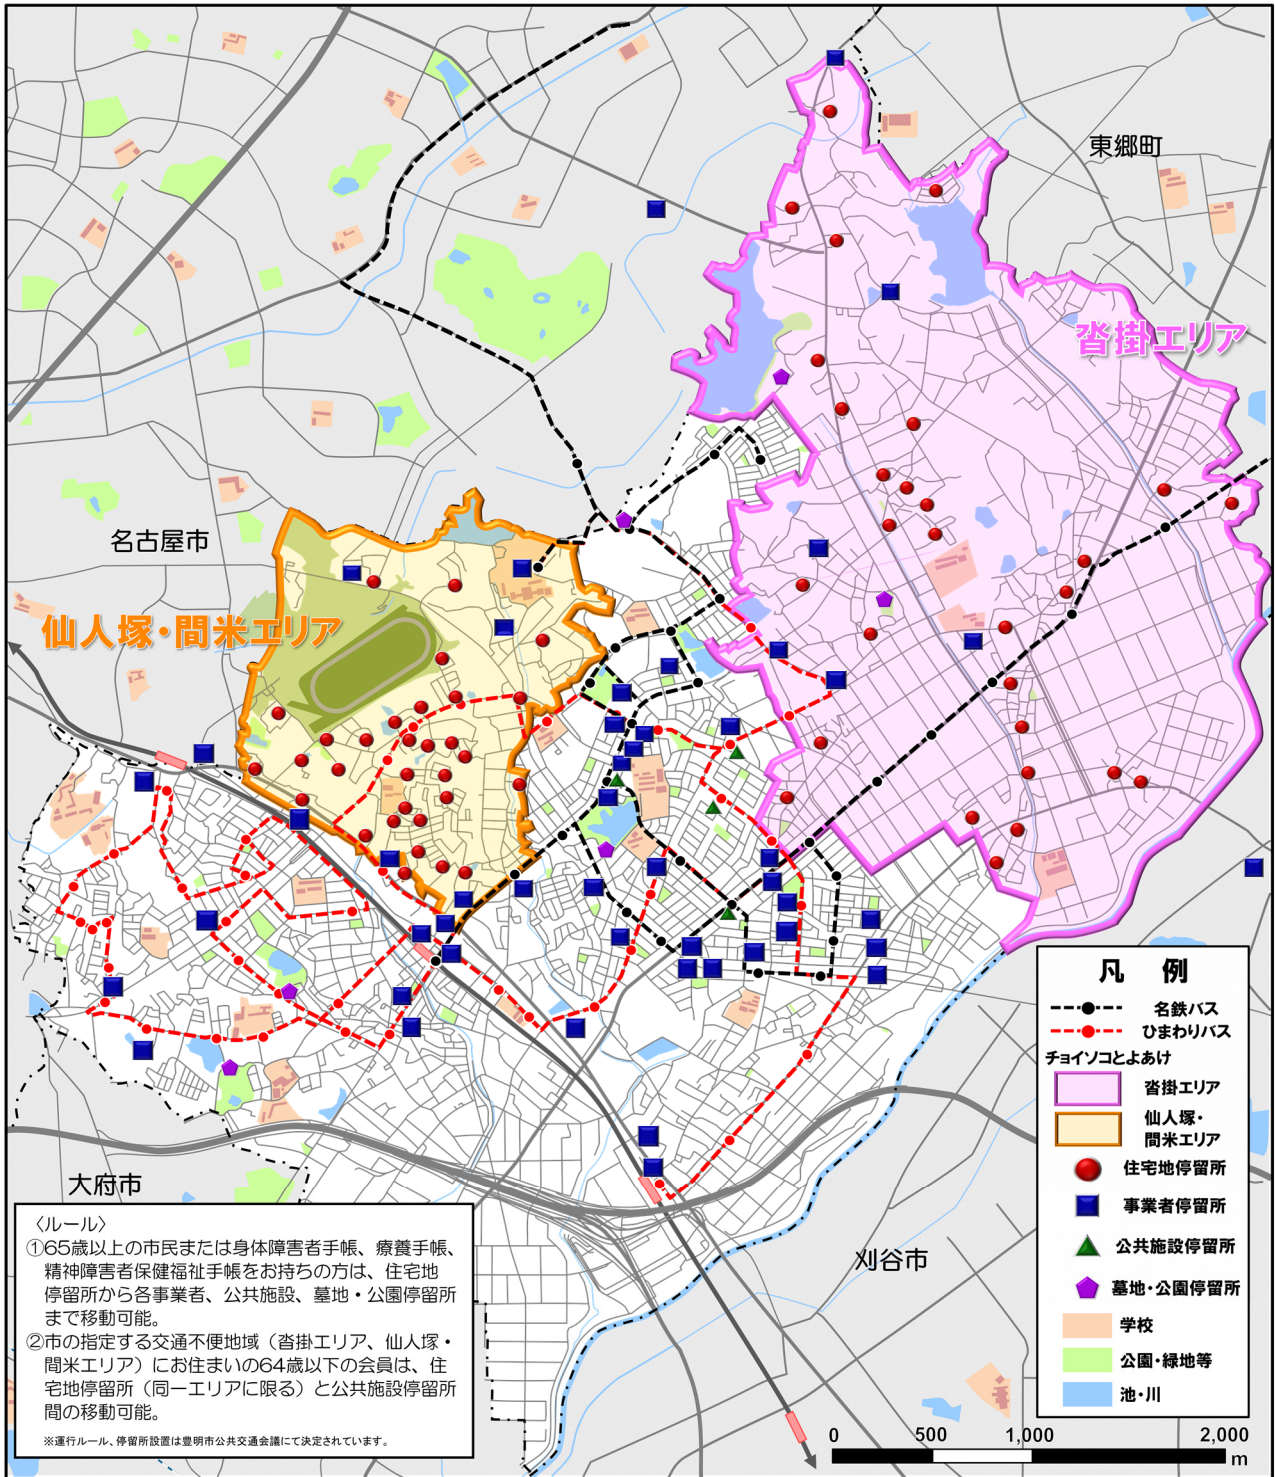 東郷町
沓掛エリア
名古屋市
仙人塚・間米エリア
大府市
刈谷市
凡 例
名鉄バス
ひまわりバス
チョイソコとよあけ
沓掛エリア
仙人塚・
間米エリア
住宅地停留所
事業者停留所
公共施設停留所
墓地・公園停留所
学校
公園・緑地等
池・川
〈ルール〉
①65歳以上の市民または身体障害者手帳、療養手帳、
精神障害者保健福祉手帳をお持ちの方は、住宅地
停留所から各事業者、公共施設、墓地・公園停留所
まで移動可能。
②市の指定する交通不便地域（沓掛エリア、仙人塚・
間米エリア）にお住まいの64歳以下の会員は、住
宅地停留所（同一エリアに限る）と公共施設停留所
間の移動可能。
※運行ルール、停留所設置は豊明市公共交通会議にて決定されています。
0 500 1,000 2,000
m